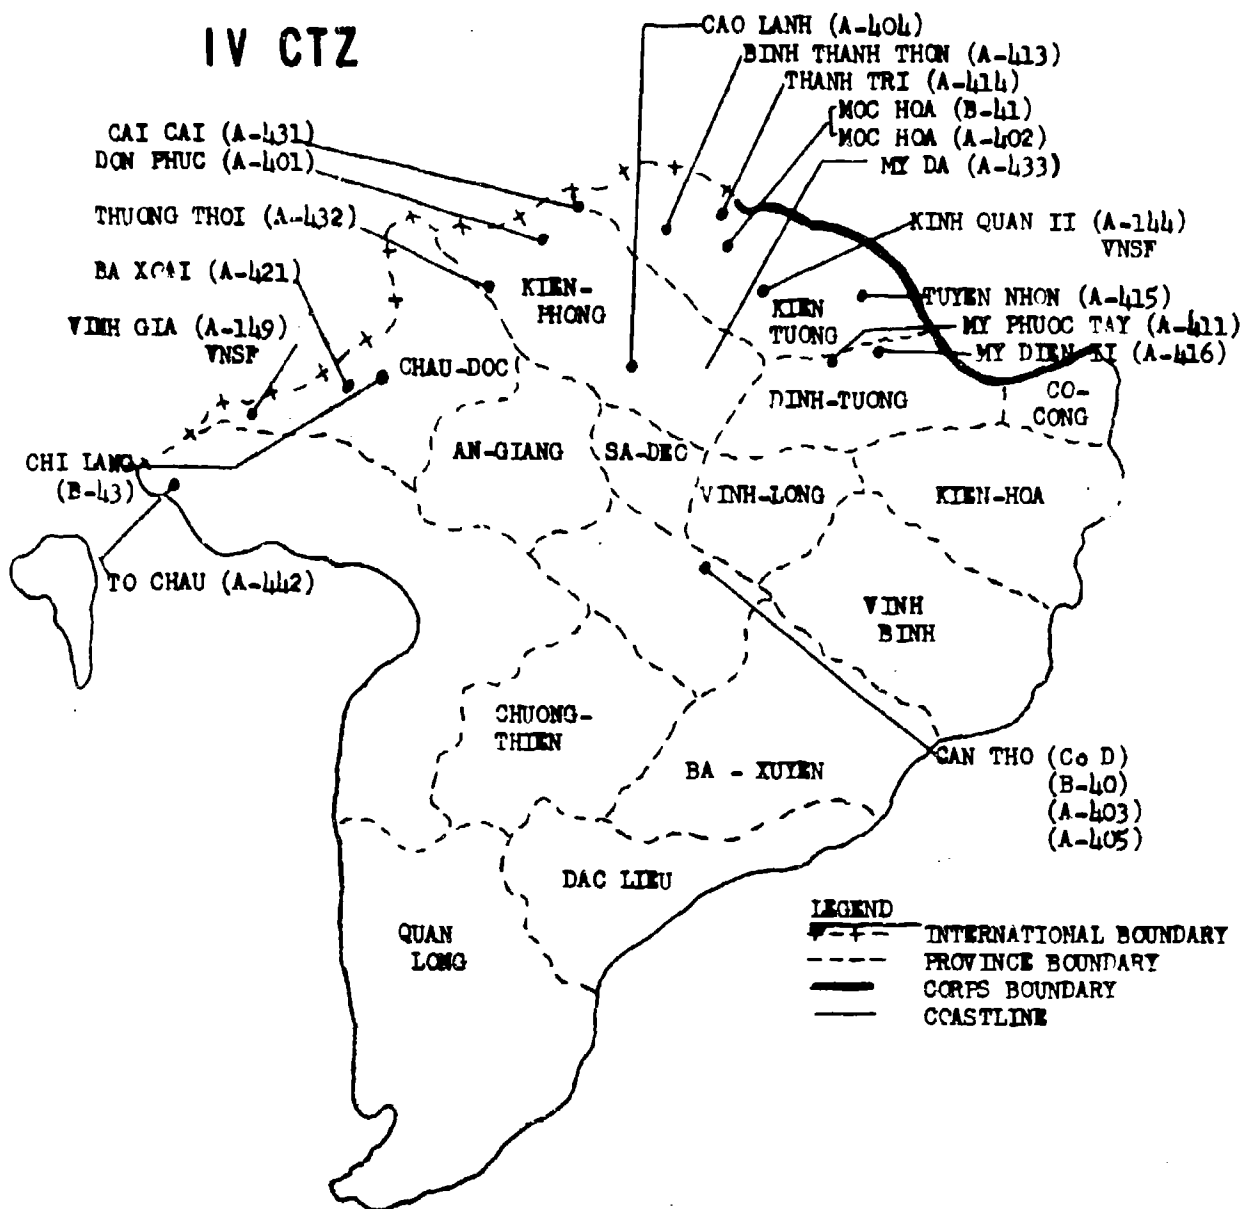 IV CTZ
CAO LANH (A-404)
BINH THANH THON (A-413)
THANH TRI (A-414)
MOC HOA (B-41)
MOC HOA (A-402)
MY DA (A-433)
CAI CAI (A-431)
DON PHUC (A-401)
THUONG THOI (A-432)
BA XOAI (A-421)
VINH GIA (A-149)
VNSF
KINH QUAN II (A-144)
VNSF
TUYEN NHON (A-415)
MY PHUOC TAY (A-411)
MY DIEN II (A-416)
KIEN-
PHONG
KIEN
TUONG
CHAU-DOC
DINH-TUONG
CO-
CONG
AN-GIANG
SA-DEC
VINH-LONG
KIEN-HOA
CHI LANG
(B-43)
TO CHAU (A-442)
VINH
BINH
CHUONG-
THIEN
BA - XUYEN
CAN THO (Co D)
(B-40)
(A-403)
(A-405)
DAC LIEU
QUAN
LONG
LEGEND
INTERNATIONAL BOUNDARY
PROVINCE BOUNDARY
CORPS BOUNDARY
COASTLINE